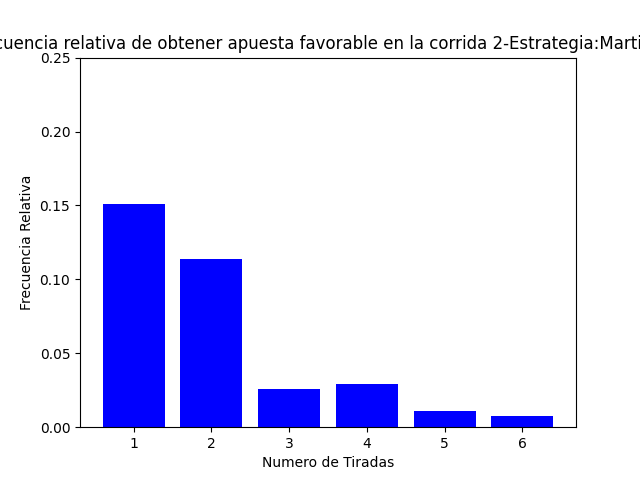 cuencia relativa de obtener apuesta favorable en la corrida 2-Estrategia:Marti
0.25
0.20
0.15
0.10
0.05
0.00
Frecuencia Relativa
1 2 3 4 5 6
Numero de Tiradas